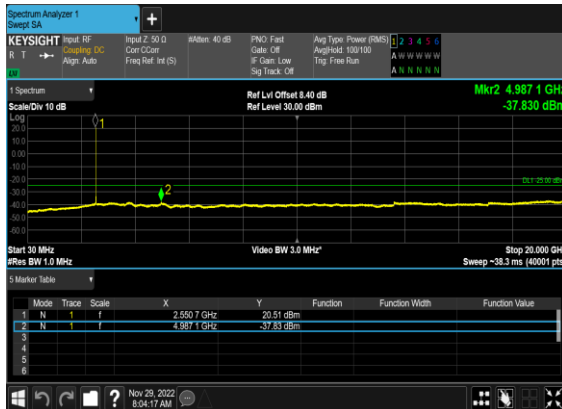 Spectrum Analyzer 1
Swept SA
+
KEYSIGHT Input: RF Input Z: 50 Ω #Atten: 40 dB PNO: Fast Avg Type: Power (RMS) 1 2 3 4 5 6
R T Coupling: DC Corr CCorr Gate: Off Avg|Hold: 100/100 A W W W W W
Align: Auto Freq Ref: Int (S) IF Gain: Low Trig: Free Run
Sig Track: Off A N N N N N
LXI
1 Spectrum Ref Lvl Offset 8.40 dB Mkr2 4.987 1 GHz
Scale/Div 10 dB Ref Level 30.00 dBm -37.830 dBm
Log
20.0
10.0
0.00
-10.0
-20.0
-30.0
-40.0
-50.0
-60.0
1
2
DL1 -25.00 dBm
Start 30 MHz Video BW 3.0 MHz* Stop 20.000 GHz
#Res BW 1.0 MHz Sweep ~38.3 ms (40001 pts)
5 Marker Table
Mode Trace Scale X Y Function Function Width Function Value
1 N 1 f 2.550 7 GHz 20.51 dBm
2 N 1 f 4.987 1 GHz -37.83 dBm
3
4
5
6
? Nov 29, 2022
8:04:17 AM